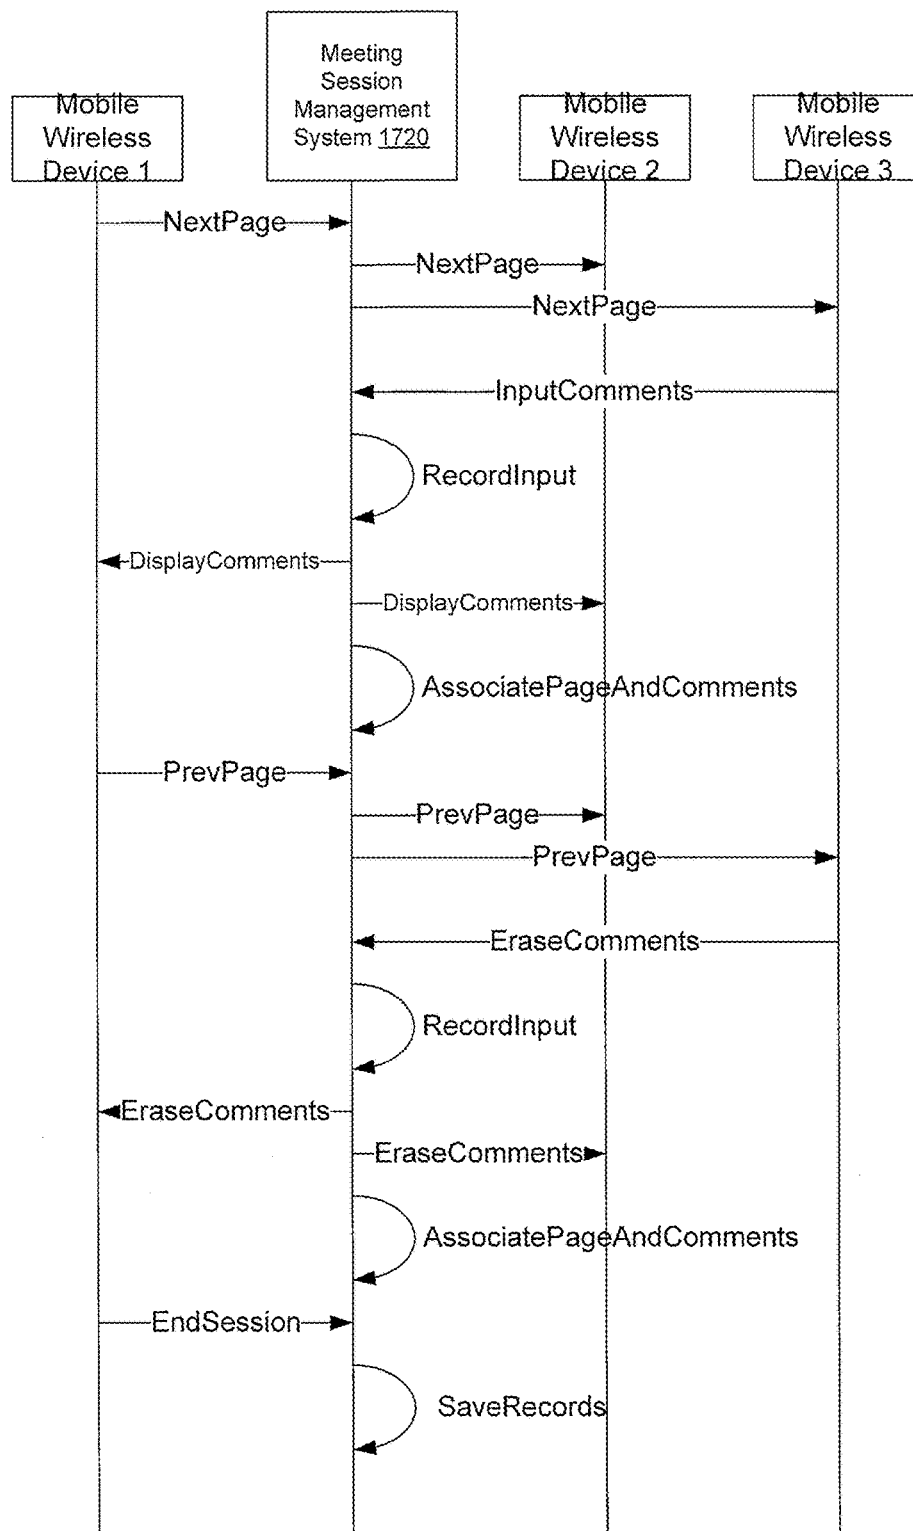 Meeting
Session
Management
System 1720
Mobile
Wireless
Device 1
Mobile
Wireless
Device 2
Mobile
Wireless
Device 3
NextPage
NextPage
NextPage
InputComments
RecordInput
DisplayComments
DisplayComments
AssociatePageAndComments
PrevPage
PrevPage
PrevPage
EraseComments
RecordInput
EraseComments
EraseComments
AssociatePageAndComments
EndSession
SaveRecords